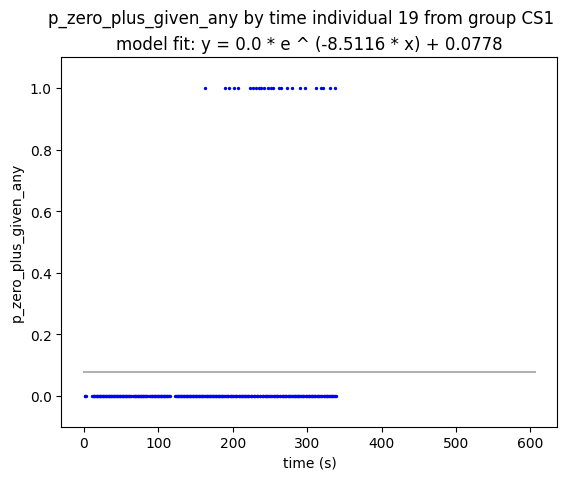 p_zero_plus_given_any by time individual 19 from group CS1
model fit: y = 0.0 * e ^ (-8.5116 * x) + 0.0778
1.0
0.8
0.6
0.4
0.2
0.0
p_zero_plus_given_any
0 100 200 300 400 500 600
time (s)